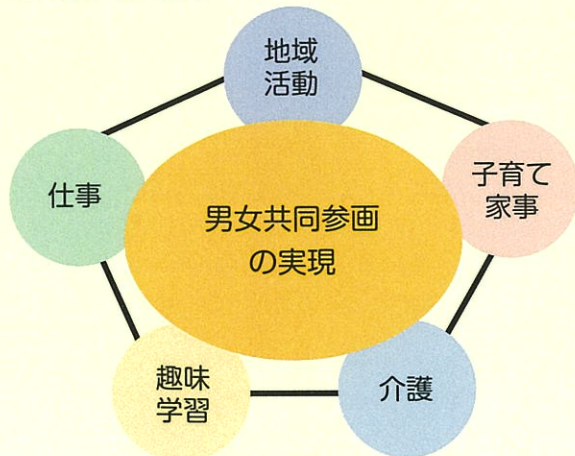 地域
活動
仕事
子育て
家事
男女共同参画
の実現
趣味
学習
介護